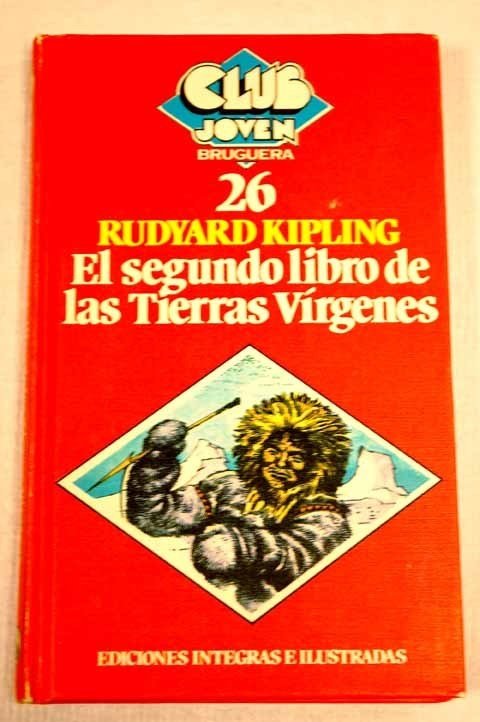 CLUB
JOVEN
BRUGUERA
26
RUDYARD KIPLING
El segundo libro de
las Tierras Vírgenes
EDICIONES INTEGRAS E ILUSTRADAS